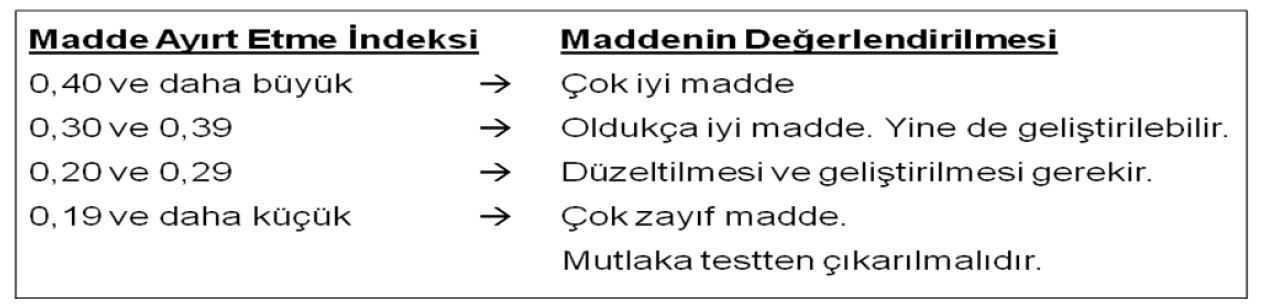 Madde Ayırt Etme İndeksi Maddenin Değerlendirilmesi
0,40 ve daha büyük → Çok iyi madde
0,30 ve 0,39 → Oldukça iyi madde. Yine de geliştirilebilir.
0,20 ve 0,29 → Düzeltilmesi ve geliştirilmesi gerekir.
0,19 ve daha küçük → Çok zayıf madde.
Mutlaka testten çıkarılmalıdır.